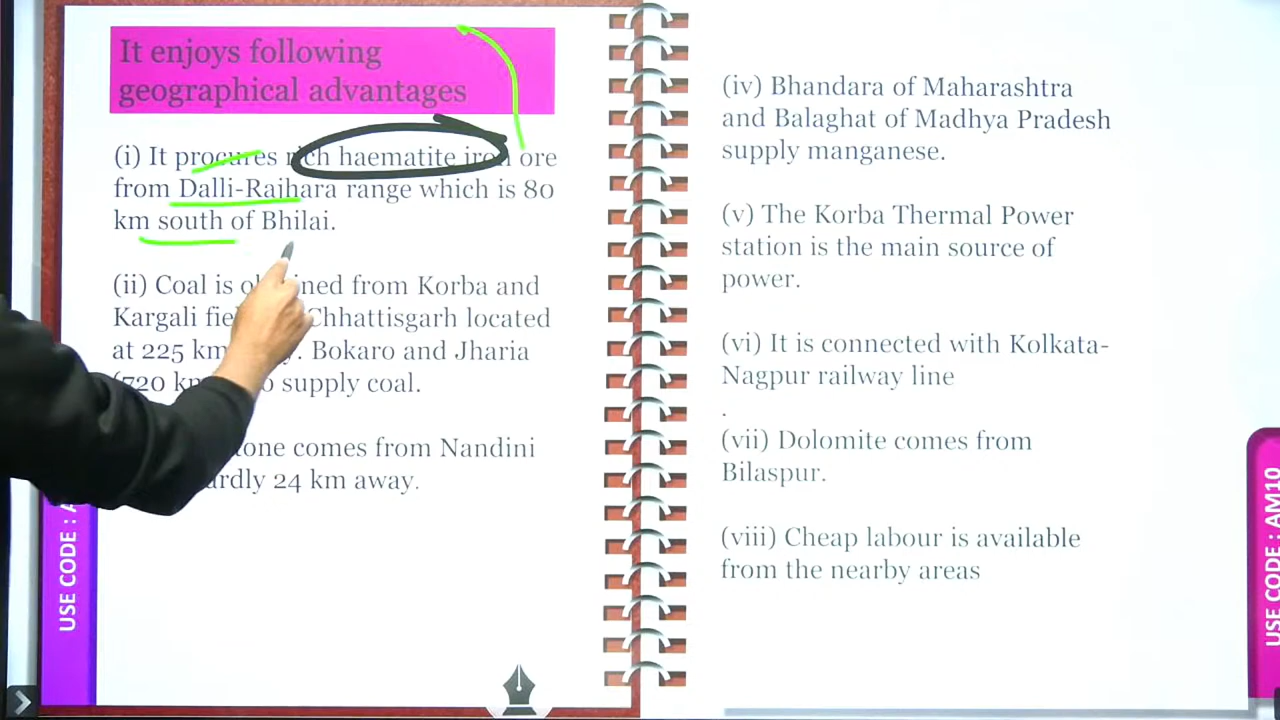 It enjoys following
geographical advantages
(i) It procures rich haematite iron ore
from Dalli-Rajhara range which is 80
km south of Bhilai.
(ii) Coal is from Korba and
Kargali Chhattisgarh located
at 225 km Bokaro and Jharia
(720 supply coal.
comes from Nandini
24 km away.
(iv) Bhandara of Maharashtra
and Balaghat of Madhya Pradesh
supply manganese.
(v) The Korba Thermal Power
station is the main source of
power.
(vi) It is connected with Kolkata-
Nagpur railway line
.
(vii) Dolomite comes from
Bilaspur.
(viii) Cheap labour is available
from the nearby areas
USE CODE : A
USE CODE : AM10